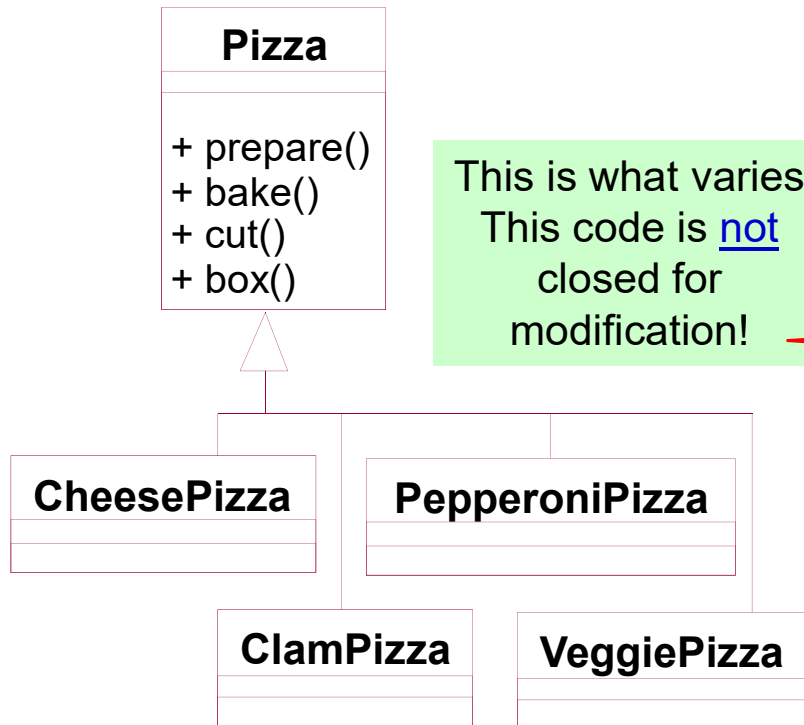 Pizza
+ prepare()
+ bake()
+ cut()
+ box()
This is what varies
This code is not
closed for
modification!
CheesePizza
PepperoniPizza
ClamPizza
VeggiePizza